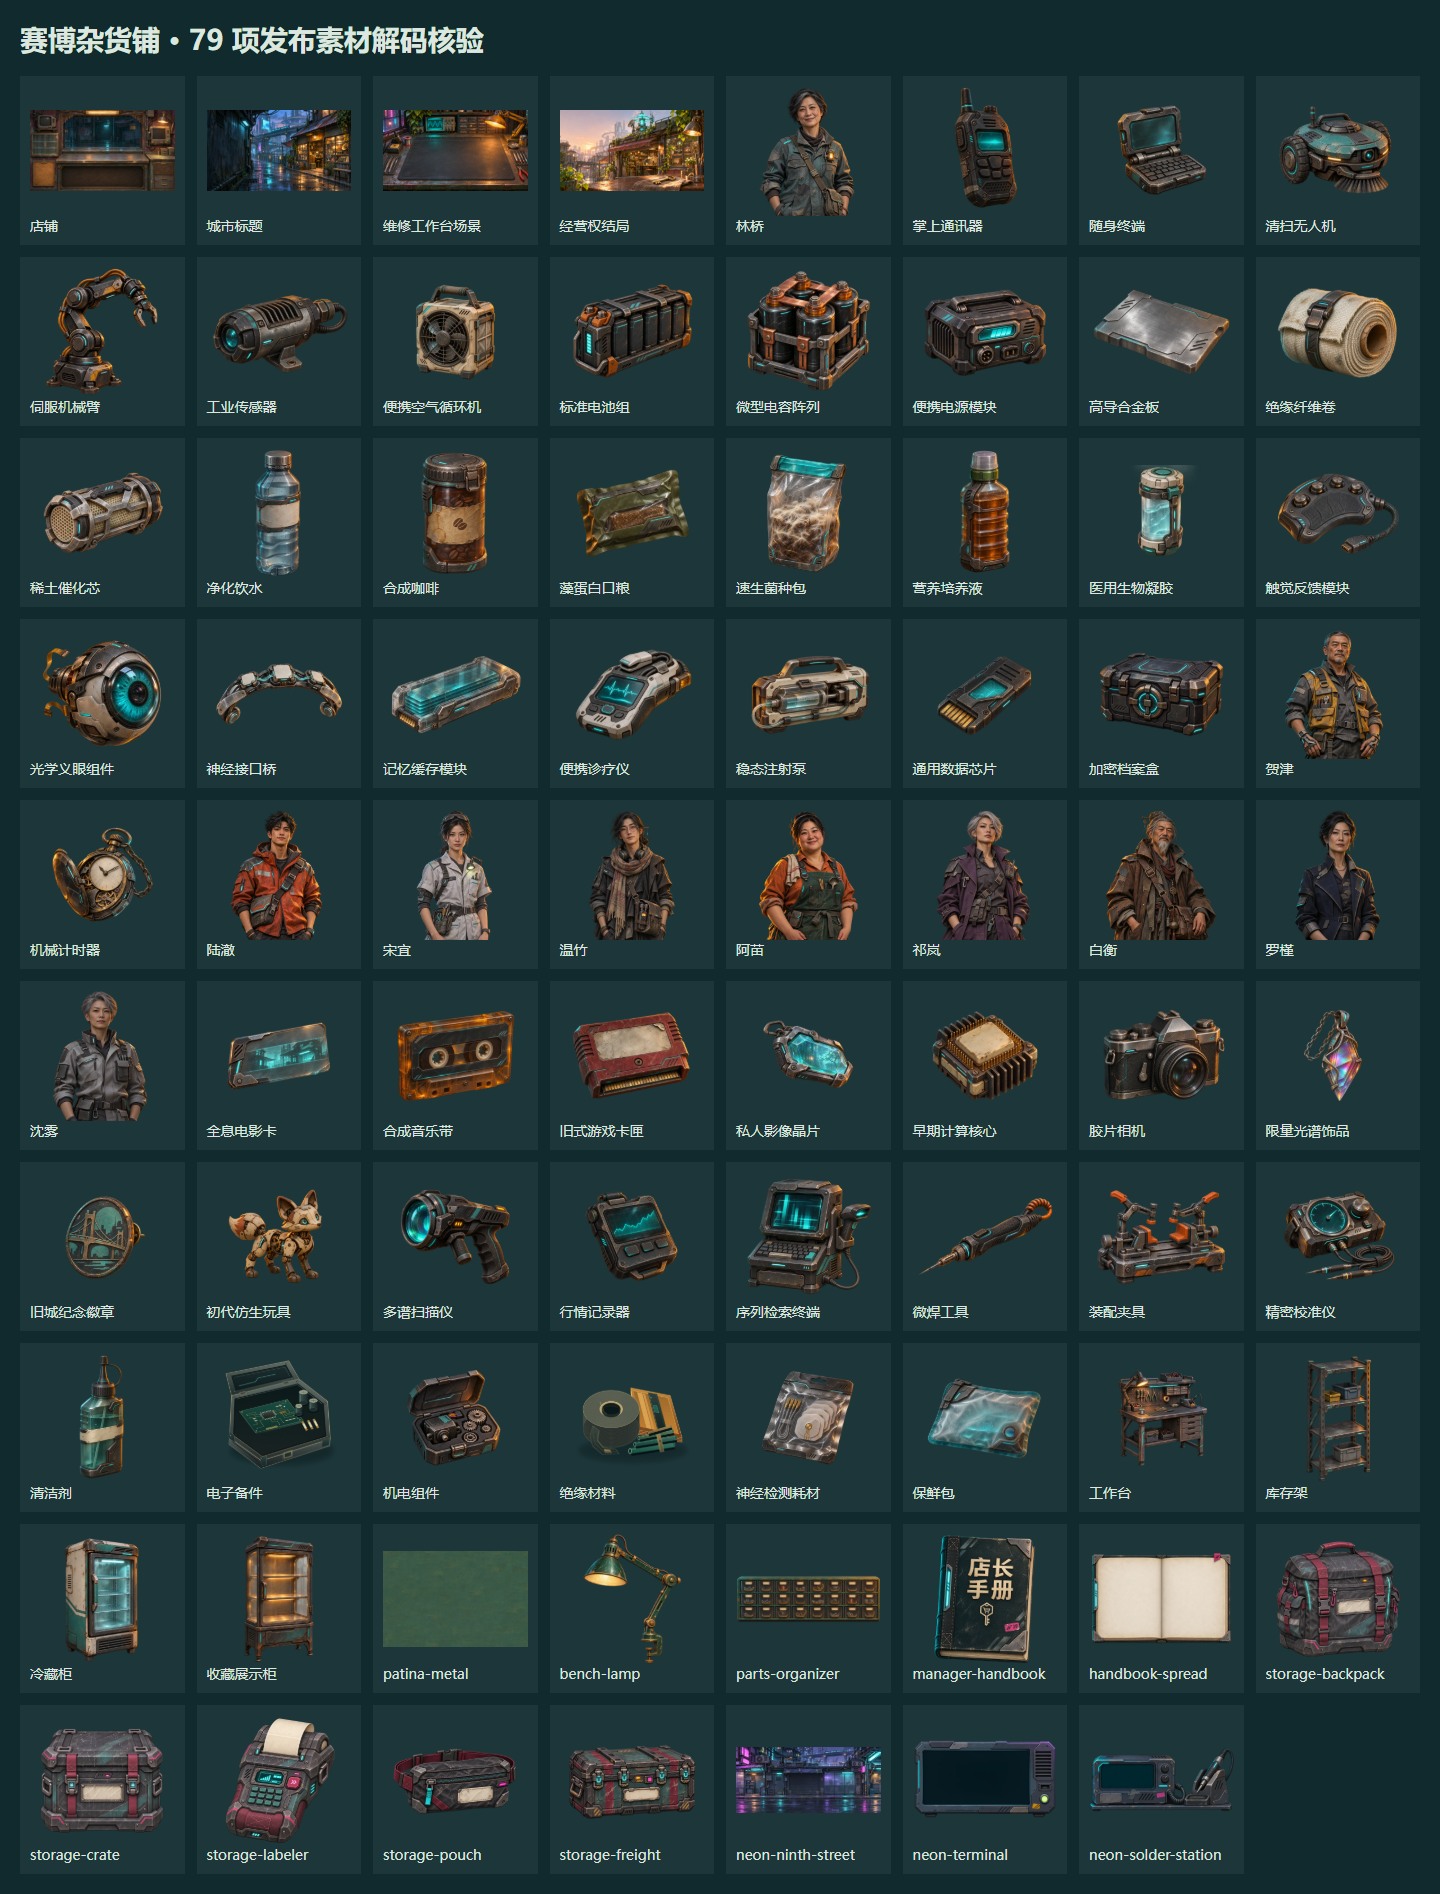 赛博杂货铺 · 79 项发布素材解码核验
店铺
城市标题
维修工作台场景
经营权结局
林桥
掌上通讯器
随身终端
清扫无人机
伺服机械臂
工业传感器
便携空气循环机
标准电池组
微型电容阵列
便携电源模块
高导合金板
绝缘纤维卷
稀土催化芯
净化饮水
合成咖啡
藻蛋白口粮
速生菌种包
营养培养液
医用生物凝胶
触觉反馈模块
光学义眼组件
神经接口桥
记忆缓存模块
便携诊疗仪
稳态注射泵
通用数据芯片
加密档案盒
贺津
机械计时器
陆澈
宋宜
温竹
阿苗
祁岚
白衡
罗槿
沈雾
全息电影卡
合成音乐带
旧式游戏卡匣
私人影像晶片
早期计算核心
胶片相机
限量光谱饰品
旧城纪念徽章
初代仿生玩具
多谱扫描仪
行情记录器
序列检索终端
微焊工具
装配夹具
精密校准仪
清洁剂
电子备件
机电组件
绝缘材料
神经检测耗材
保鲜包
工作台
库存架
冷藏柜
收藏展示柜
patina-metal
bench-lamp
parts-organizer
店长
手册
manager-handbook
handbook-spread
storage-backpack
storage-crate
storage-labeler
storage-pouch
storage-freight
neon-ninth-street
neon-terminal
neon-solder-station